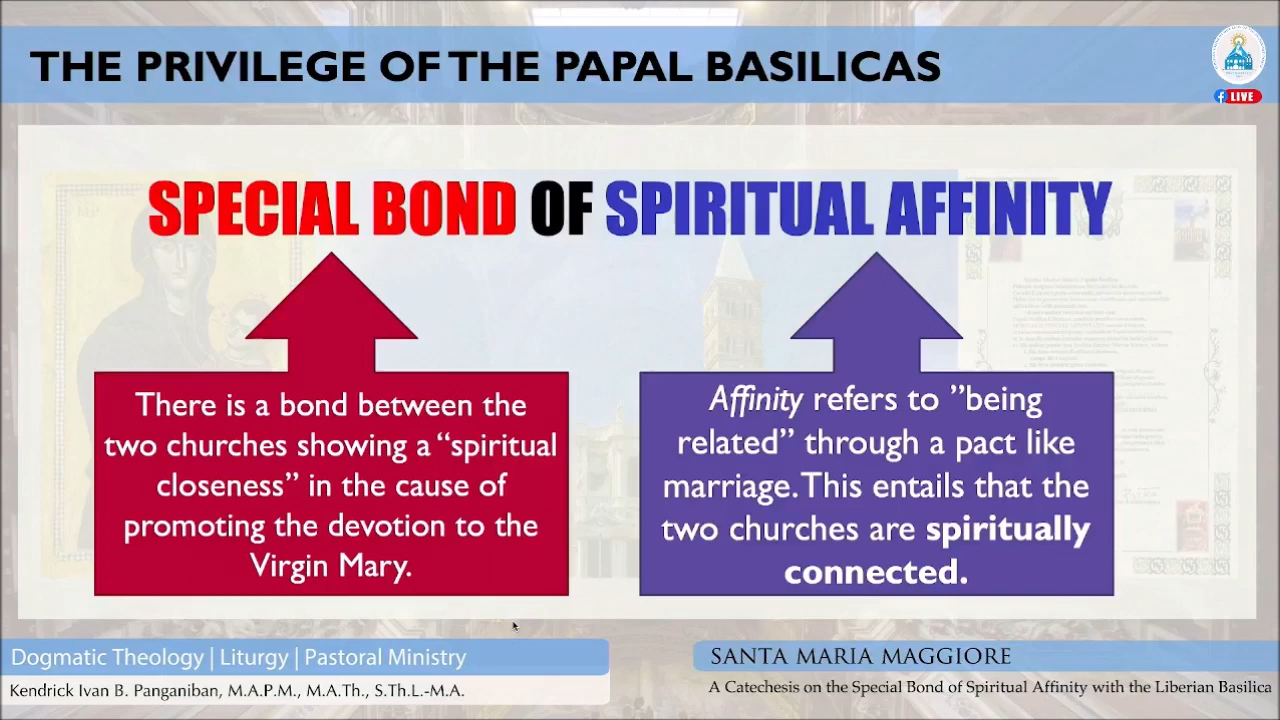 THE PRIVILEGE OF THE PAPAL BASILICAS
LIVE
SPECIAL BOND OF SPIRITUAL AFFINITY
There is a bond between the
two churches showing a “spiritual
closeness” in the cause of
promoting the devotion to the
Virgin Mary.
Affinity refers to ”being
related” through a pact like
marriage. This entails that the
two churches are spiritually
connected.
Dogmatic Theology | Liturgy | Pastoral Ministry
Kendrick Ivan B. Panganiban, M.A.P.M., M.A.Th., S.Th.L.-M.A.
SANTA MARIA MAGGIORE
A Catechesis on the Special Bond of Spiritual Affinity with the Liberian Basilica